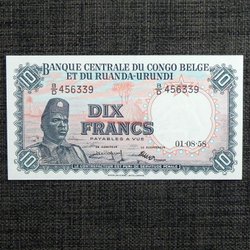 10
BANQUE CENTRALE DU CONGO BELGE
ET DU RUANDA-URUNDI
456339
456339
DIX
FRANCS
PAYABLES A VUE
01-08-58
10
10